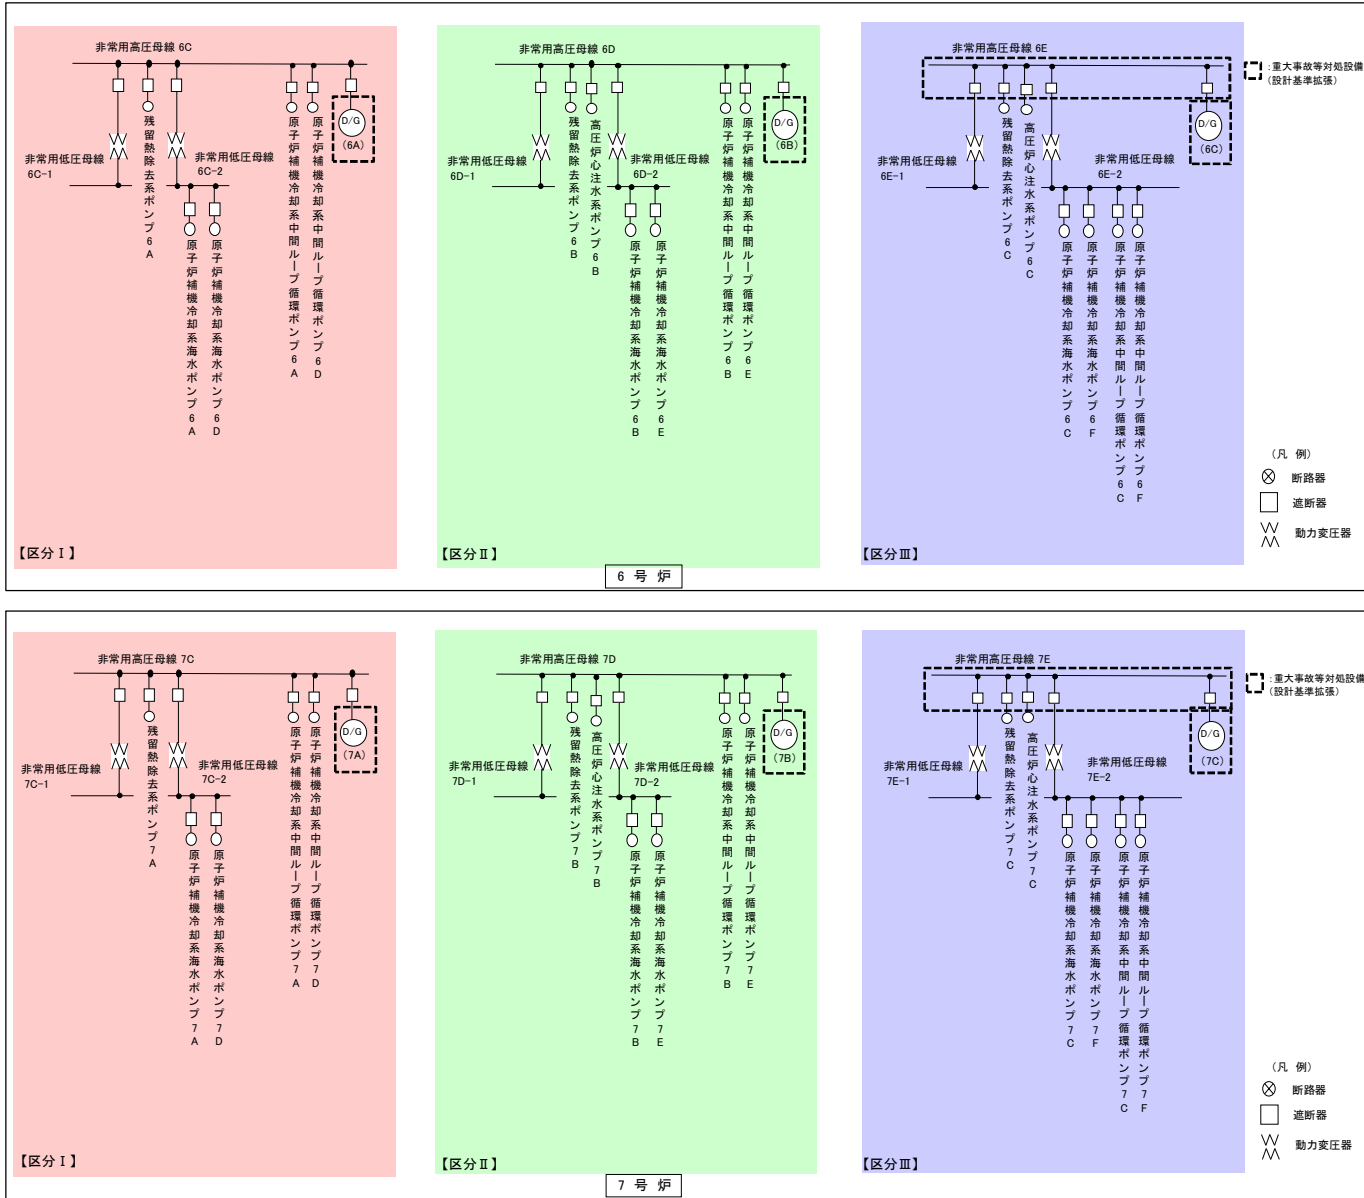 非常用高圧母線 6C
D/G
(6A)
残留熱除去系ポンプ6A
原子炉補機冷却系中間ループ循環ポンプ6A
原子炉補機冷却系中間ループ循環ポンプ6D
非常用低圧母線
6C-1
非常用低圧母線
6C-2
原子炉補機冷却系海水ポンプ6A
原子炉補機冷却系海水ポンプ6D
【区分Ⅰ】
非常用高圧母線 6D
D/G
(6B)
残留熱除去系ポンプ6B
高圧炉心注水系ポンプ6B
原子炉補機冷却系中間ループ循環ポンプ6B
原子炉補機冷却系中間ループ循環ポンプ6E
非常用低圧母線
6D-1
非常用低圧母線
6D-2
原子炉補機冷却系海水ポンプ6B
原子炉補機冷却系海水ポンプ6E
【区分Ⅱ】
非常用高圧母線 6E
D/G
(6C)
残留熱除去系ポンプ6C
高圧炉心注水系ポンプ6C
非常用低圧母線
6E-1
非常用低圧母線
6E-2
原子炉補機冷却系海水ポンプ6C
原子炉補機冷却系海水ポンプ6F
原子炉補機冷却系中間ループ循環ポンプ6C
原子炉補機冷却系中間ループ循環ポンプ6F
【区分Ⅲ】
:重大事故等対処設備
(設計基準拡張)
(凡 例)
断路器
遮断器
動力変圧器
6 号 炉
非常用高圧母線 7C
D/G
(7A)
残留熱除去系ポンプ7A
原子炉補機冷却系中間ループ循環ポンプ7A
原子炉補機冷却系中間ループ循環ポンプ7D
非常用低圧母線
7C-1
非常用低圧母線
7C-2
原子炉補機冷却系海水ポンプ7A
原子炉補機冷却系海水ポンプ7D
【区分Ⅰ】
非常用高圧母線 7D
D/G
(7B)
残留熱除去系ポンプ7B
高圧炉心注水系ポンプ7B
原子炉補機冷却系中間ループ循環ポンプ7B
原子炉補機冷却系中間ループ循環ポンプ7E
非常用低圧母線
7D-1
非常用低圧母線
7D-2
原子炉補機冷却系海水ポンプ7B
原子炉補機冷却系海水ポンプ7E
【区分Ⅱ】
非常用高圧母線 7E
D/G
(7C)
残留熱除去系ポンプ7C
高圧炉心注水系ポンプ7C
非常用低圧母線
7E-1
非常用低圧母線
7E-2
原子炉補機冷却系海水ポンプ7C
原子炉補機冷却系海水ポンプ7F
原子炉補機冷却系中間ループ循環ポンプ7C
原子炉補機冷却系中間ループ循環ポンプ7F
【区分Ⅲ】
:重大事故等対処設備
(設計基準拡張)
(凡 例)
断路器
遮断器
動力変圧器
7 号 炉